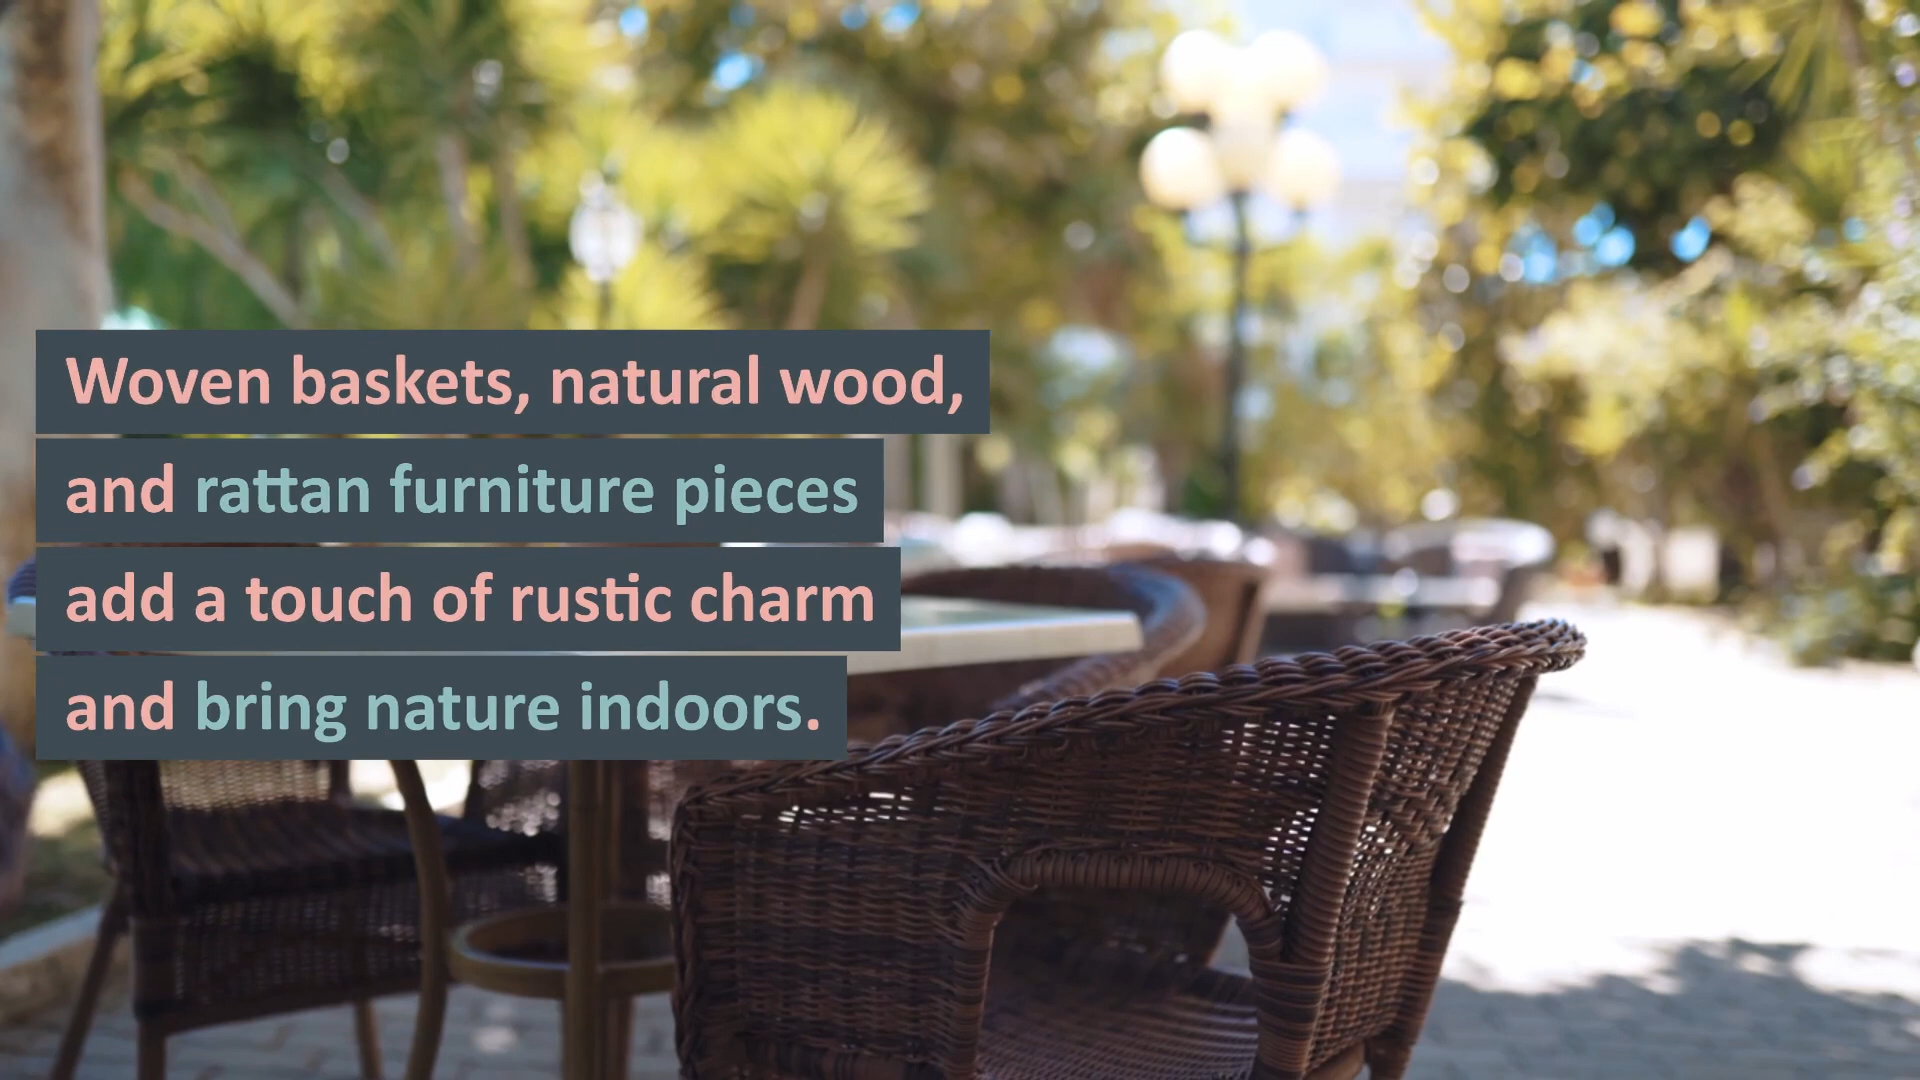 Woven baskets, natural wood,
and rattan furniture pieces
add a touch of rustic charm
and bring nature indoors.